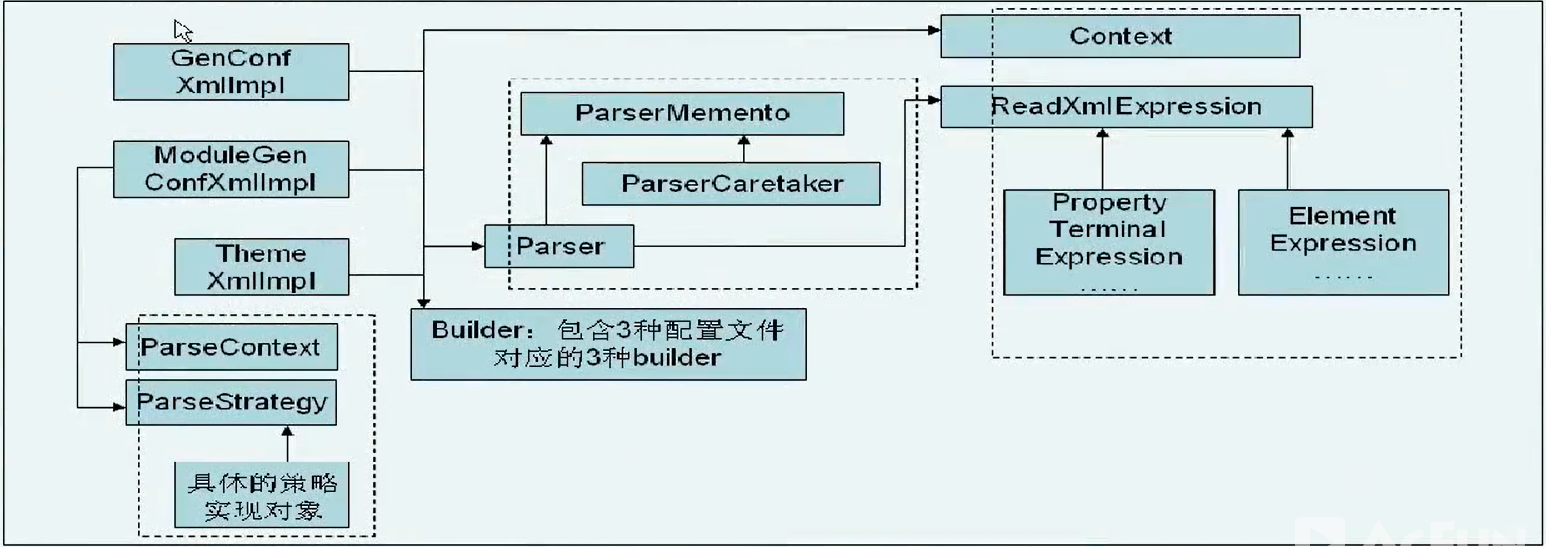 GenConf
XmlImpl
Context
ParserMemento
ReadXmlExpression
ModuleGen
ConfXmlImpl
ParserCaretaker
Property
Terminal
Expression
......
Element
Expression
......
Parser
Theme
XmlImpl
Builder：包含3种配置文件
对应的3种builder
ParseContext
ParseStrategy
具体的策略
实现对象